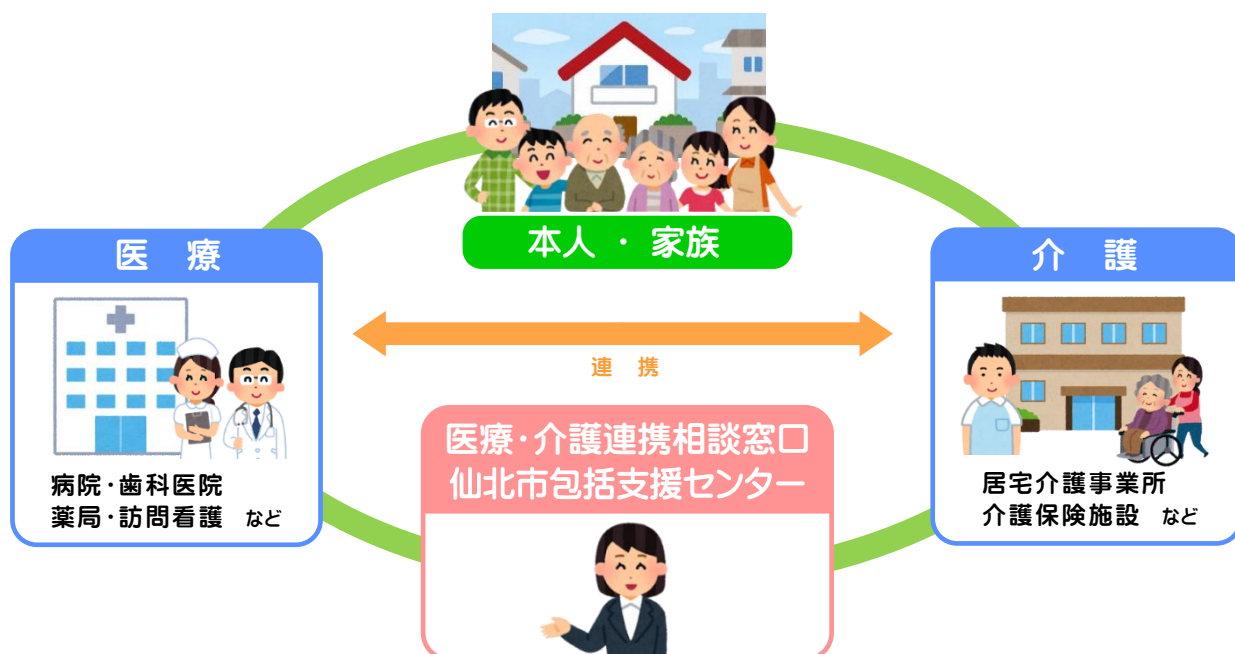 本人 ・ 家族
医 療
介 護
連 携
病院・歯科医院
薬局・訪問看護 など
医療・介護連携相談窓口
仙北市包括支援センター
居宅介護事業所
介護保険施設 など